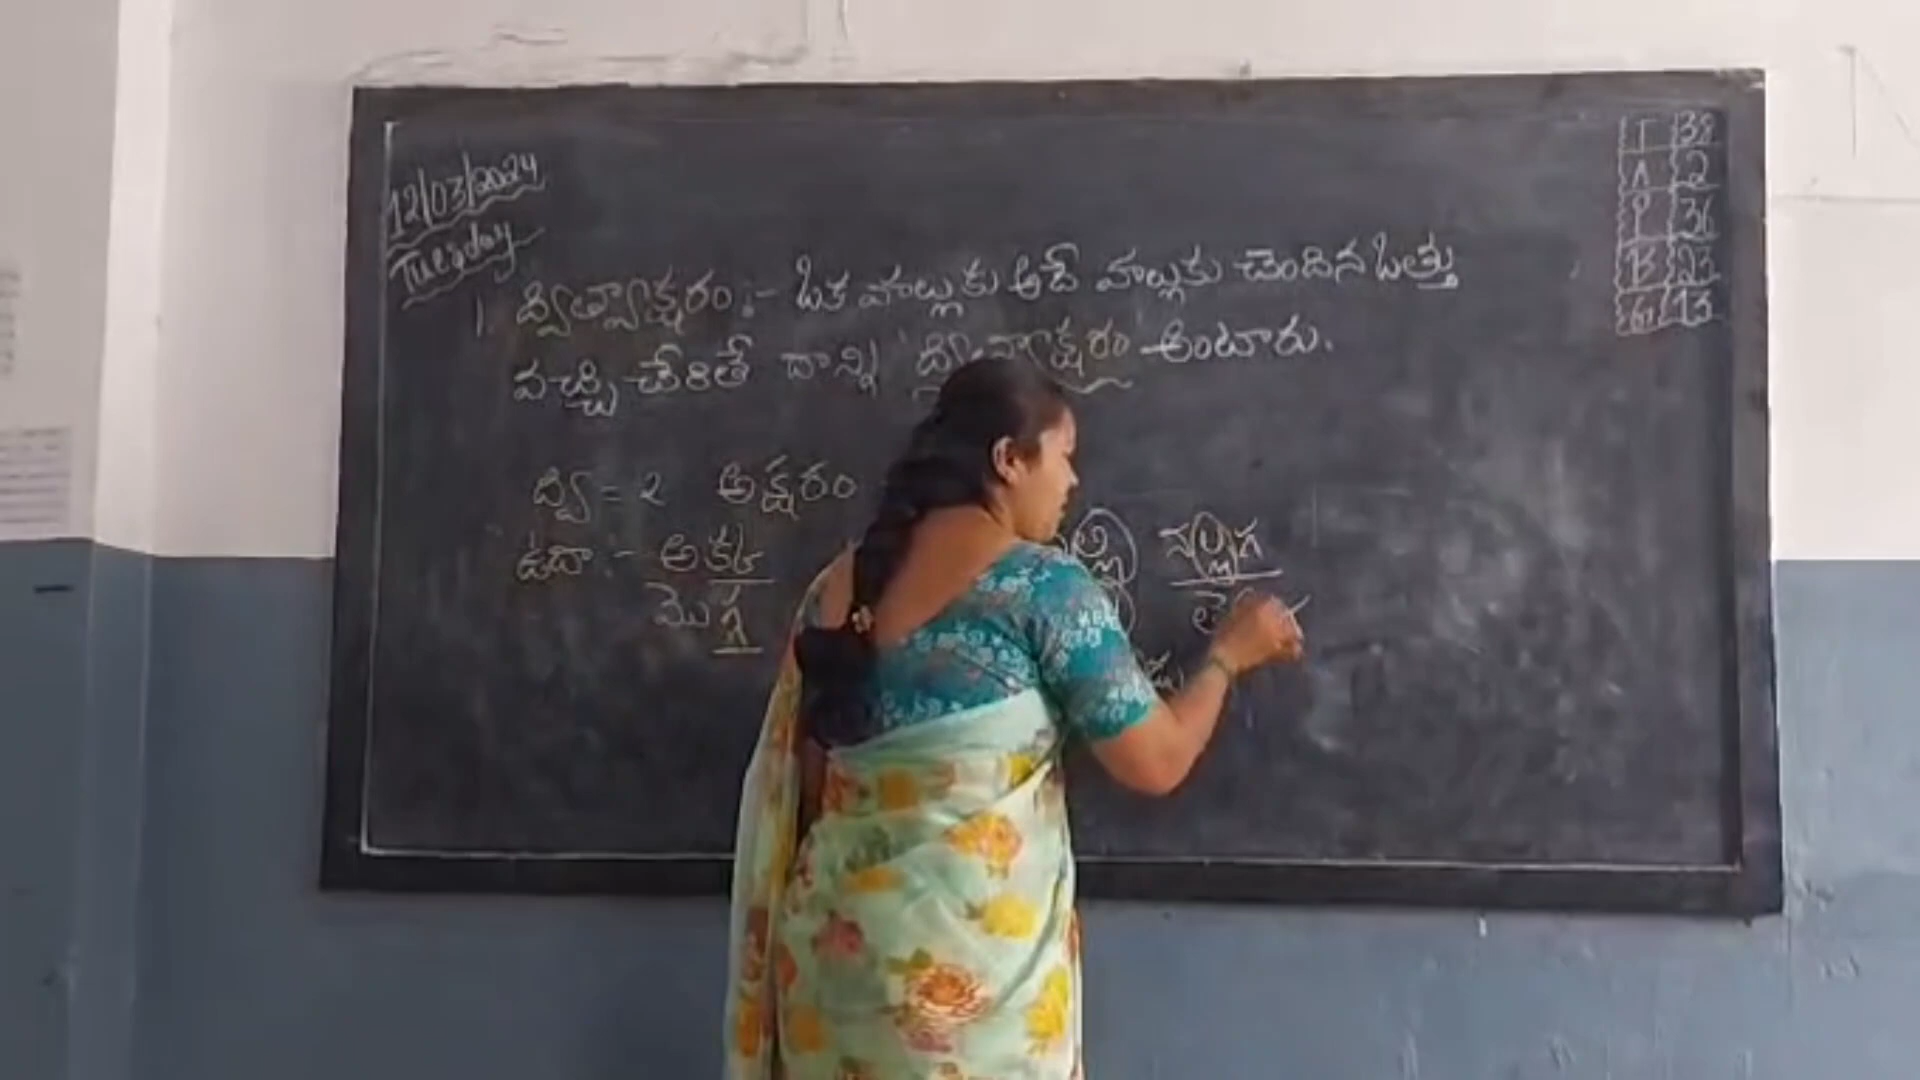 12/03/2024
Tuesday
T 38
A 2
P 36
B 23
G 13
1. ద్విత్వాక్షరం :- ఒక హల్లుకు అదే హల్లుకు చెందిన ఒత్తు
వచ్చి చేరితే దాన్ని ద్విత్వాక్షరం అంటారు.
ద్వి = 2 అక్షరం
ఉదా :- అక్క
మొగ్గ